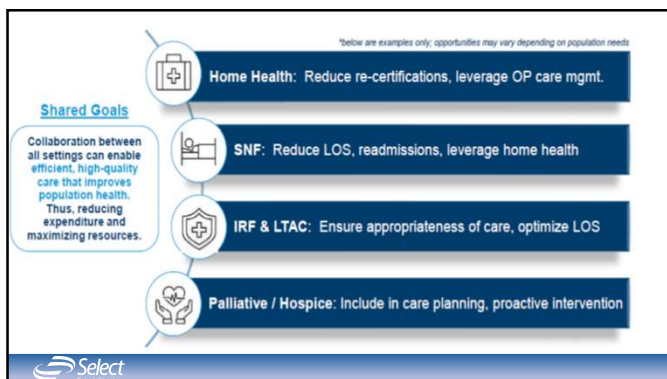 *below are examples only; opportunities may vary depending on population needs
Home Health: Reduce re-certifications, leverage OP care mgmt.
Shared Goals
Collaboration between
all settings can enable
efficient, high-quality
care that improves
population health.
Thus, reducing
expenditure and
maximizing resources.
SNF: Reduce LOS, readmissions, leverage home health
IRF & LTAC: Ensure appropriateness of care, optimize LOS
Palliative / Hospice: Include in care planning, proactive intervention
Select